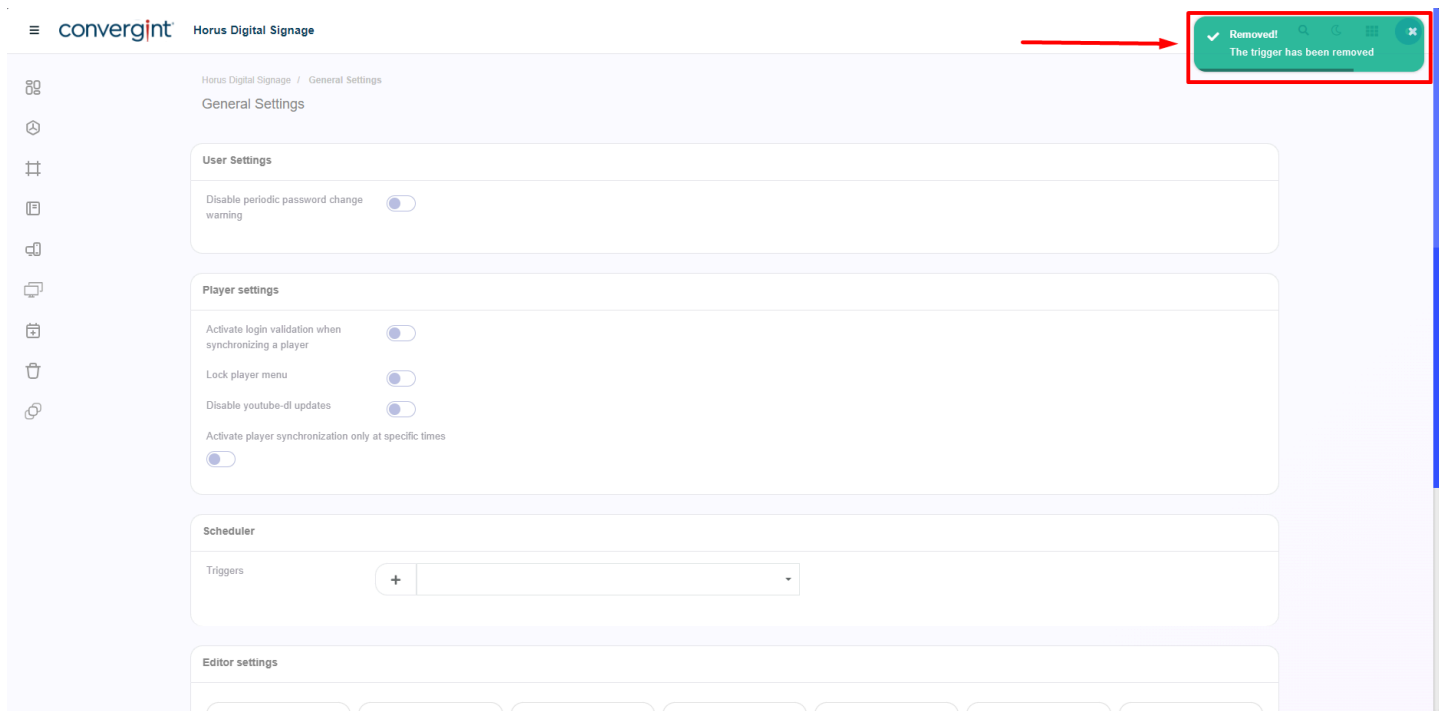 convergint
Horus Digital Signage
Removed!
The trigger has been removed
Horus Digital Signage / General Settings
General Settings
User Settings
Disable periodic password change
warning
Player settings
Activate login validation when
synchronizing a player
Lock player menu
Disable youtube-dl updates
Activate player synchronization only at specific times
Scheduler
Triggers
Editor settings